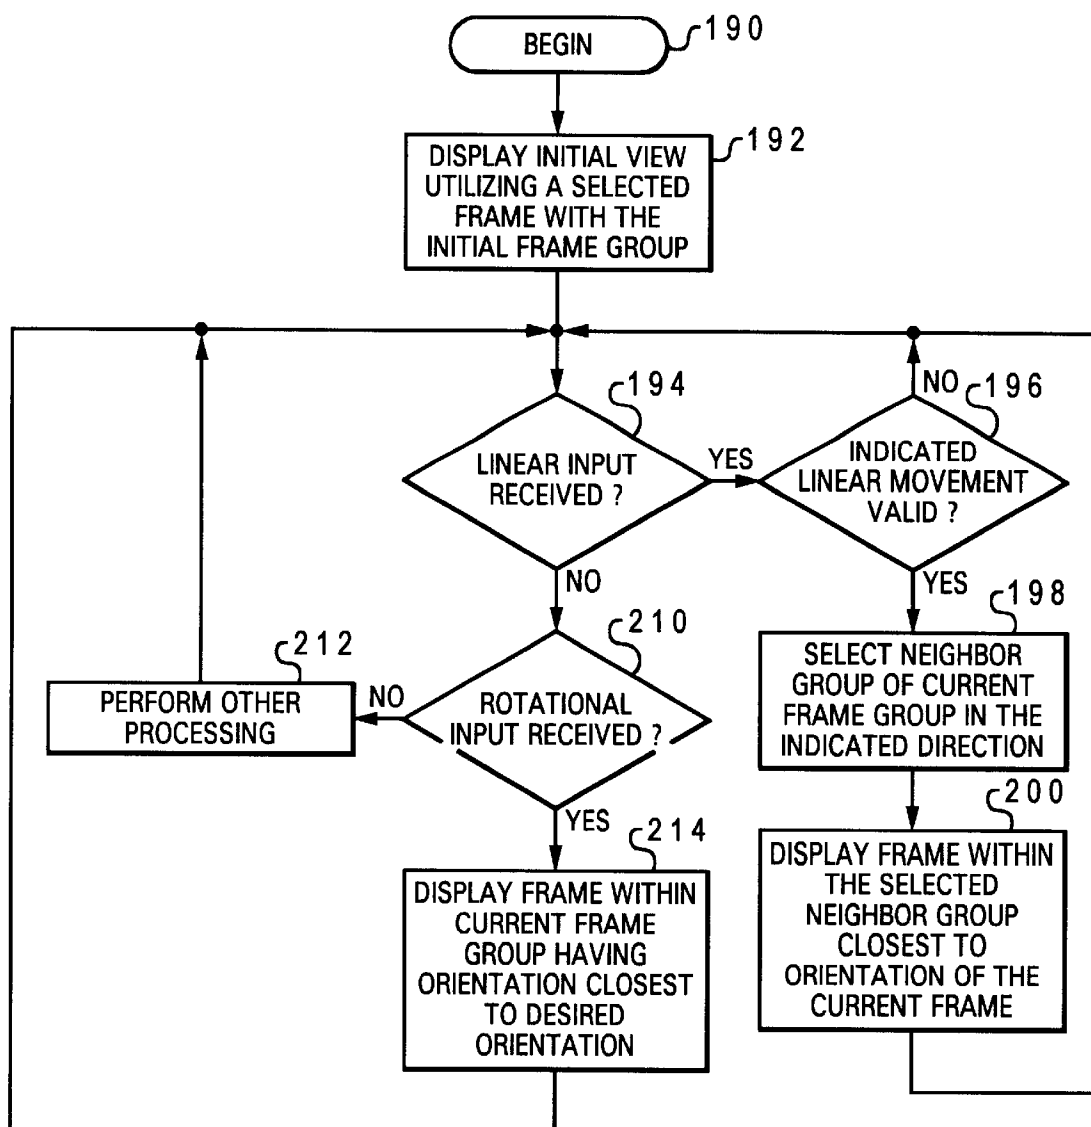 BEGIN
190
192
DISPLAY INITIAL VIEW
UTILIZING A SELECTED
FRAME WITH THE
INITIAL FRAME GROUP
194
LINEAR INPUT
RECEIVED ?
YES
NO
NO
196
INDICATED
LINEAR MOVEMENT
VALID ?
YES
198
SELECT NEIGHBOR
GROUP OF CURRENT
FRAME GROUP IN THE
INDICATED DIRECTION
200
DISPLAY FRAME WITHIN
THE SELECTED
NEIGHBOR GROUP
CLOSEST TO
ORIENTATION OF THE
CURRENT FRAME
210
ROTATIONAL
INPUT RECEIVED ?
NO
212
PERFORM OTHER
PROCESSING
YES
214
DISPLAY FRAME WITHIN
CURRENT FRAME
GROUP HAVING
ORIENTATION CLOSEST
TO DESIRED
ORIENTATION